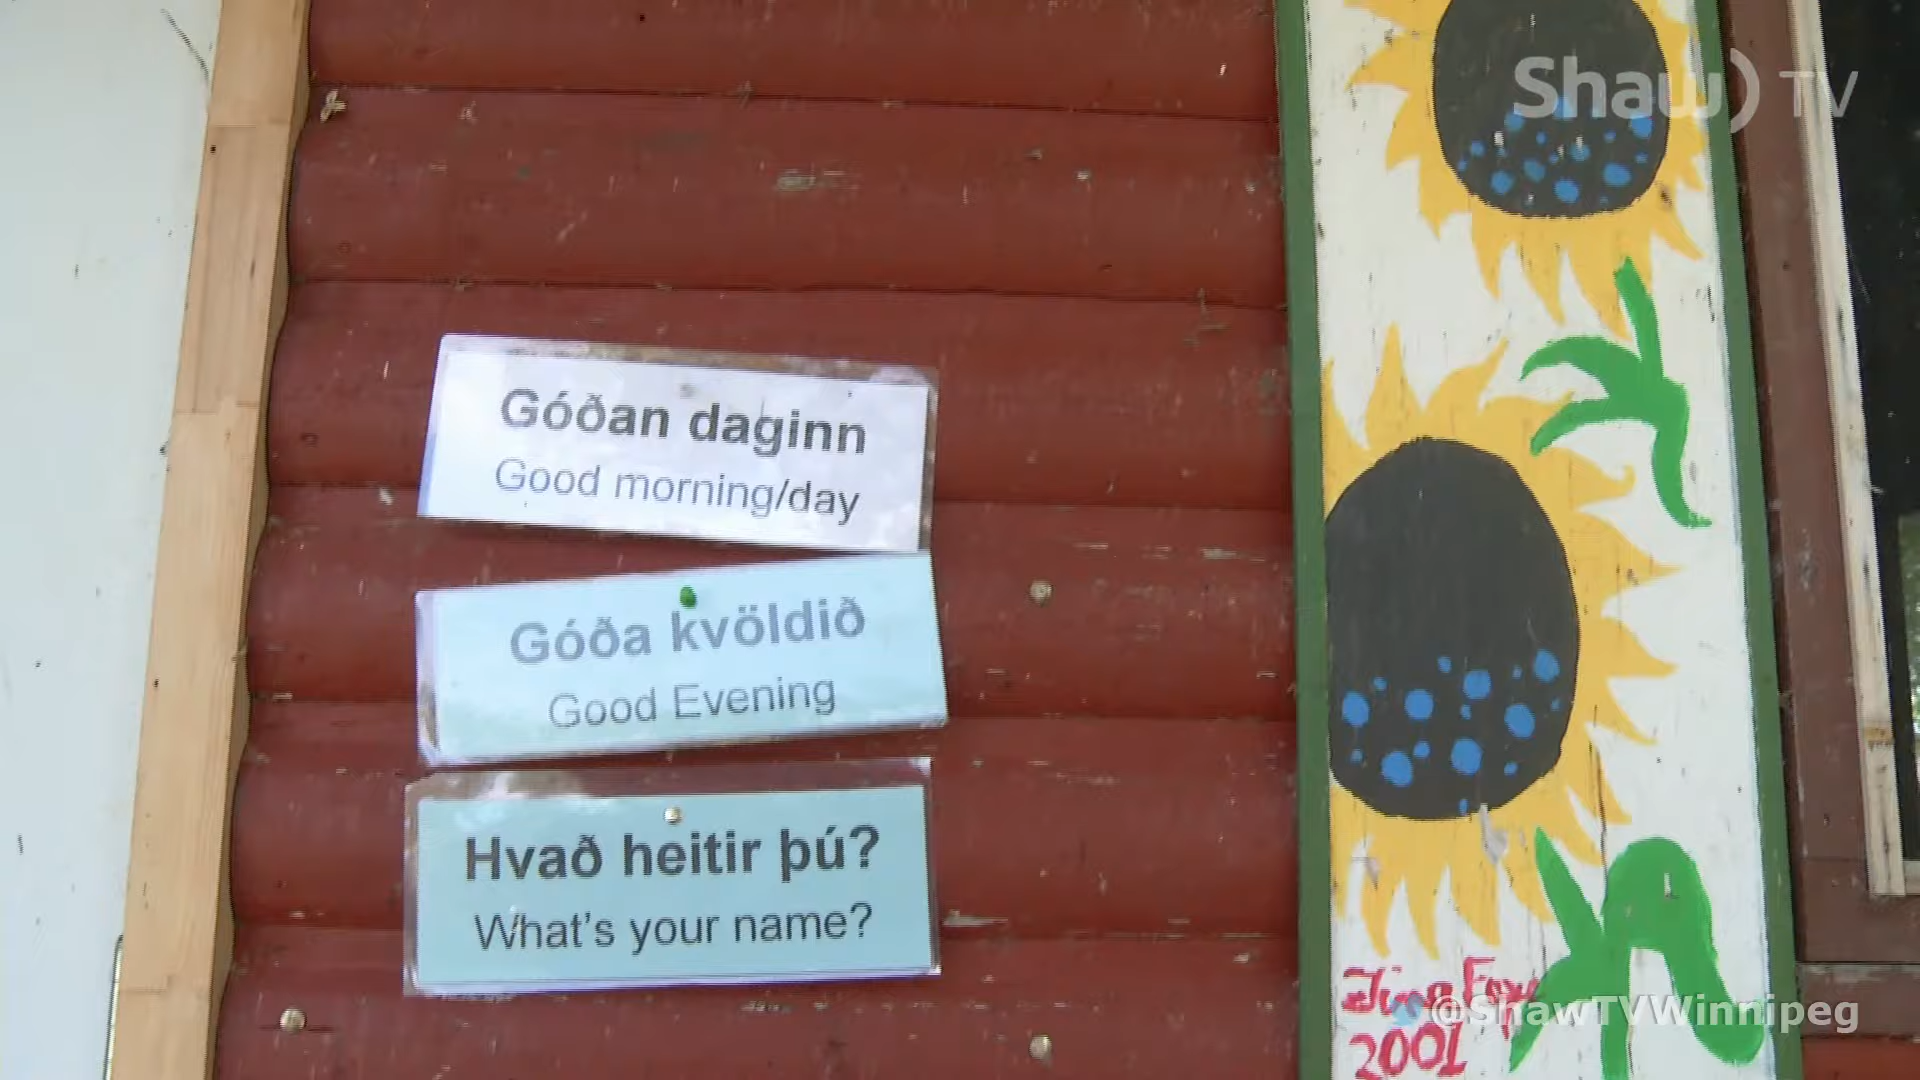 Shaw) TV
Góðan daginn
Good morning/day
Góða kvöldið
Good Evening
Hvað heitir þú?
What's your name?
@ShawTVWinnipeg
2001